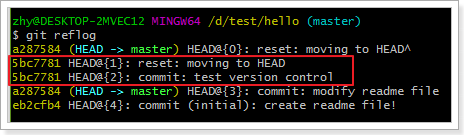 zhy@DESKTOP-2MVEC12 MINGW64 /d/test/hello (master)
$ git reflog
a287584 (HEAD -> master) HEAD@{0}: reset: moving to HEAD^
5bc7781 HEAD@{1}: reset: moving to HEAD
5bc7781 HEAD@{2}: commit: test version control
a287584 (HEAD -> master) HEAD@{3}: commit: modify readme file
eb2cfb4 HEAD@{4}: commit (initial): create readme file!